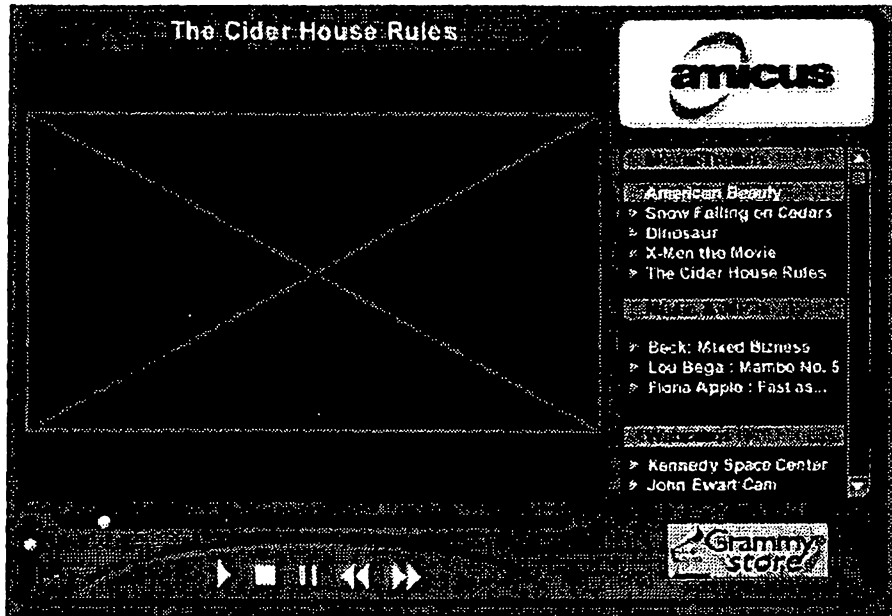 The Cider House Rules
amicus
American Beauty
Snow Falling on Cedars
Dinosaur
X-Men the Movie
The Cider House Rules
Beck: Mixed Bizness
Lou Bega : Mambo No. 5
Fiona Apple : Fast as...
Kennedy Space Center
John Ewart Cam
Grammy
store